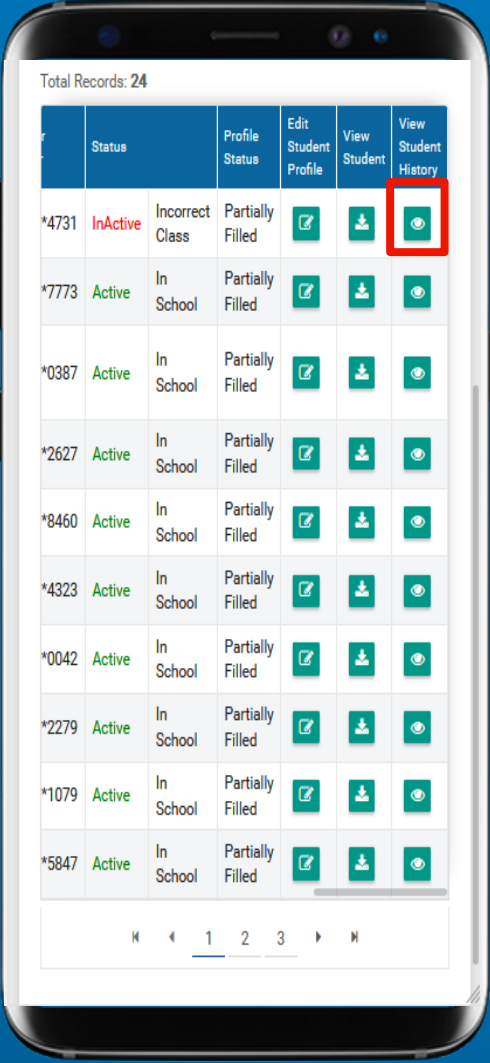 Total Records: 24
r Status Profile Status Edit Student Profile View Student View Student History
*4731 InActive Incorrect Class Partially Filled
*7773 Active In School Partially Filled
*0387 Active In School Partially Filled
*2627 Active In School Partially Filled
*8460 Active In School Partially Filled
*4323 Active In School Partially Filled
*0042 Active In School Partially Filled
*2279 Active In School Partially Filled
*1079 Active In School Partially Filled
*5847 Active In School Partially Filled
1 2 3